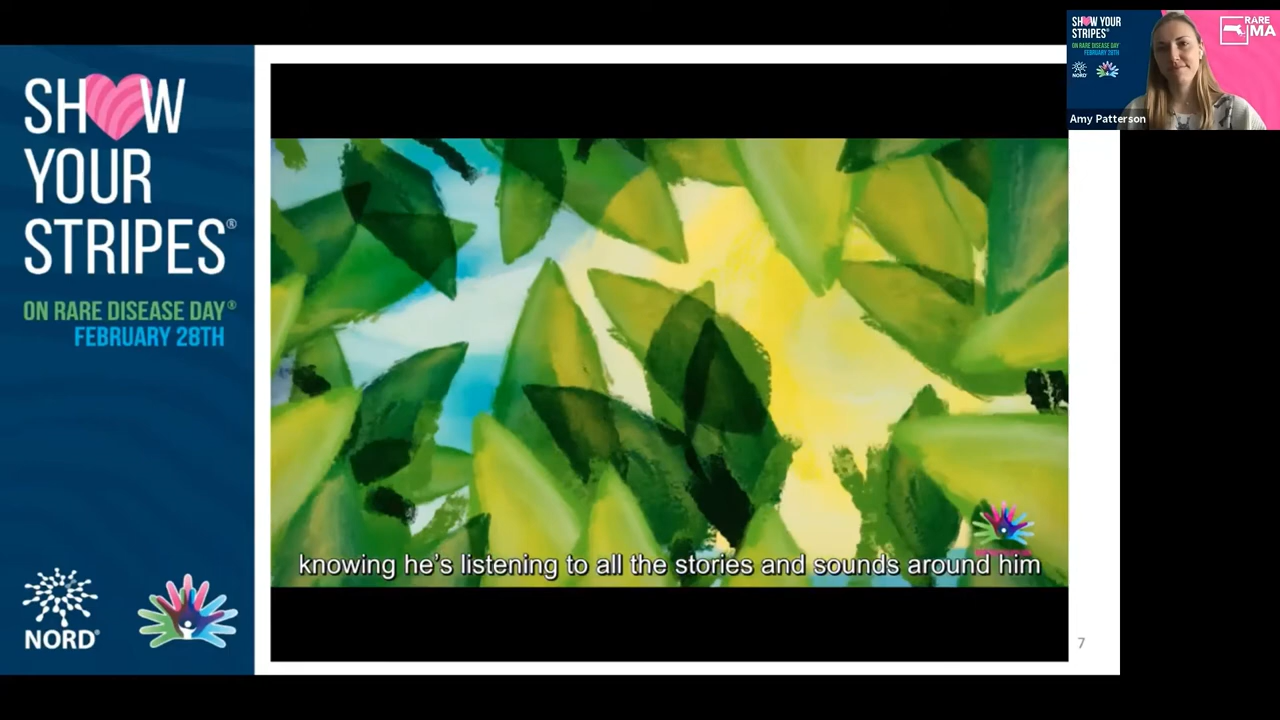 SHOW
YOUR
STRIPES®
ON RARE DISEASE DAY®
FEBRUARY 28TH
NORD®
knowing he's listening to all the stories and sounds around him
7
SHOW YOUR
STRIPES®
ON RARE DISEASE DAY
FEBRUARY 28TH
NORD
RARE
MA
Amy Patterson